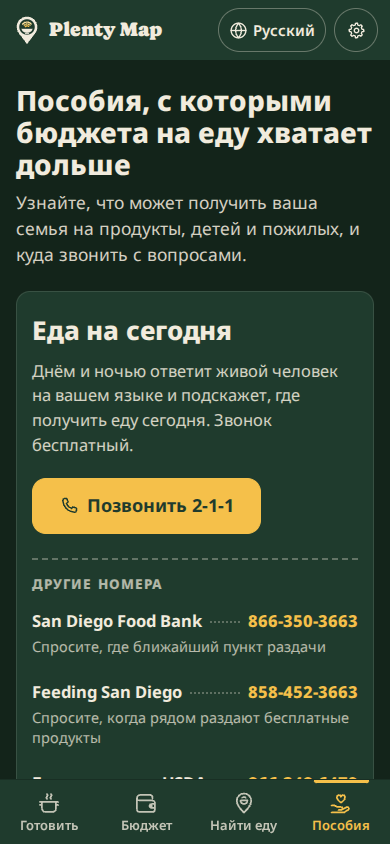 Plenty Map
Русский
Пособия, с которыми
бюджета на еду хватает
дольше
Узнайте, что может получить ваша
семья на продукты, детей и пожилых, и
куда звонить с вопросами.
Еда на сегодня
Днём и ночью ответит живой человек
на вашем языке и подскажет, где
получить еду сегодня. Звонок
бесплатный.
Позвонить 2-1-1
ДРУГИЕ НОМЕРА
San Diego Food Bank 866-350-3663
Спросите, где ближайший пункт раздачи
Feeding San Diego 858-452-3663
Спросите, когда рядом раздают бесплатные
продукты
Готовить
Бюджет
Найти еду
Пособия